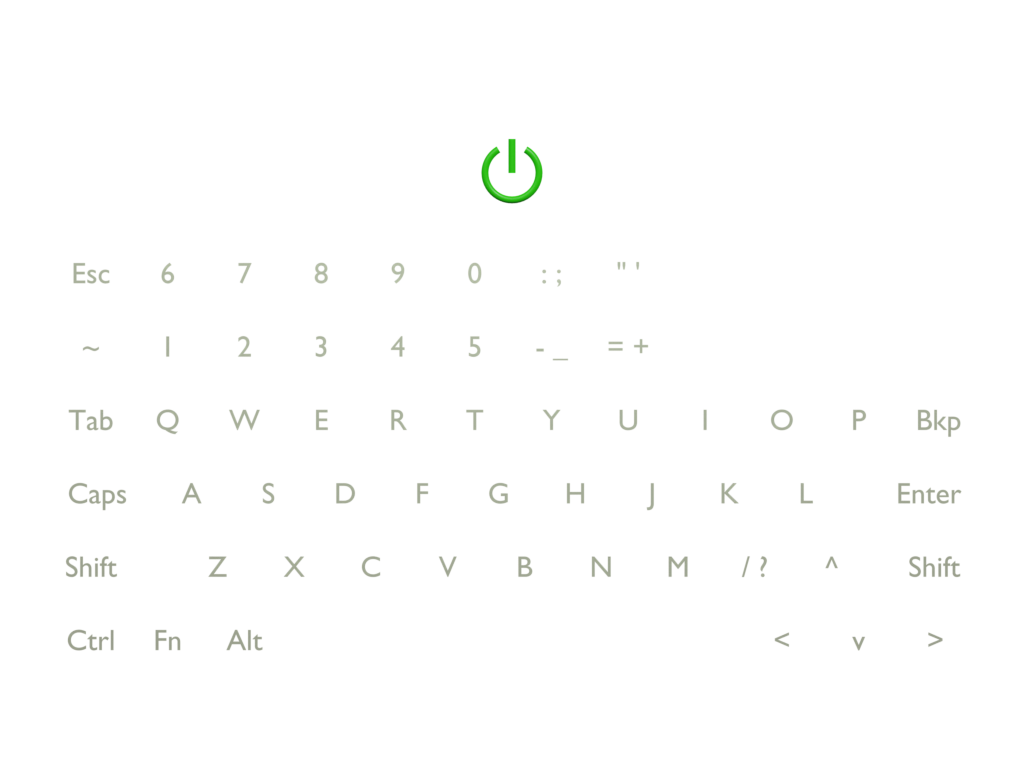 Esc 6 7 8 9 0 : ; " '
~ 1 2 3 4 5 - _ = +
Tab Q W E R T Y U I O P Bkp
Caps A S D F G H J K L Enter
Shift Z X C V B N M / ? ^ Shift
Ctrl Fn Alt < v >